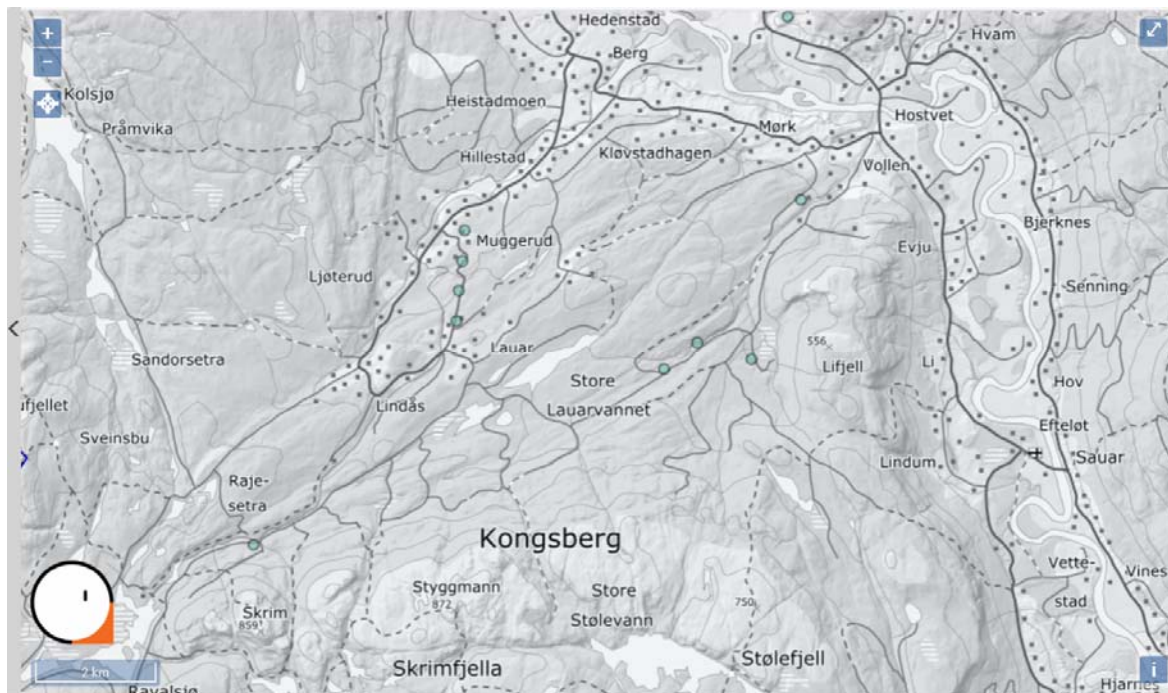 Hedenstad
+
Hvam
Berg
−
Kolsjø
Heistadmoen
Hostvet
Pråmvika
Mørk
Hillestad
Kløvstadhagen
Vollen
Bjerknes
Muggerud
Evju
Ljøterud
Senning
556
Lauar
Sandorsetra
Lifjell
Li
Store
Lauarvannet
Hov
Lindås
ufjellet
Efteløt
Sveinsbu
Sauar
Lindum
Raje-
setra
Kongsberg
Vette-
stad
Vines
Styggmann
872
Store
Stølevann
750
Skrim
859
Stølefjell
Skrimfjella
2 km
i
Hjarnes
Ravalsjø